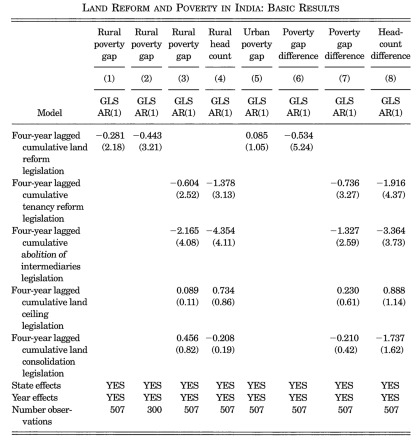 LAND REFORM AND POVERTY IN INDIA: BASIC RESULTS
Rural Rural Rural Rural Urban Poverty Poverty Head-
poverty poverty poverty head poverty gap gap count
gap gap gap count gap difference difference difference
(1) (2) (3) (4) (5) (6) (7) (8)
GLS GLS GLS GLS GLS GLS GLS GLS
Model AR(1) AR(1) AR(1) AR(1) AR(1) AR(1) AR(1) AR(1)
Four-year lagged −0.281 −0.443 0.085 −0.534
cumulative land (2.18) (3.21) (1.05) (5.24)
reform
legislation
Four-year lagged −0.604 −1.378 −0.736 −1.916
cumulative (2.52) (3.13) (3.27) (4.37)
tenancy reform
legislation
Four-year lagged −2.165 −4.354 −1.327 −3.364
cumulative (4.08) (4.11) (2.59) (3.73)
abolition of
intermediaries
legislation
Four-year lagged 0.089 0.734 0.230 0.888
cumulative land (0.11) (0.86) (0.61) (1.14)
ceiling
legislation
Four-year lagged 0.456 −0.208 −0.210 −1.737
cumulative land (0.82) (0.19) (0.42) (1.62)
consolidation
legislation
State effects YES YES YES YES YES YES YES YES
Year effects YES YES YES YES YES YES YES YES
Number obser- 507 300 507 507 507 507 507 507
vations